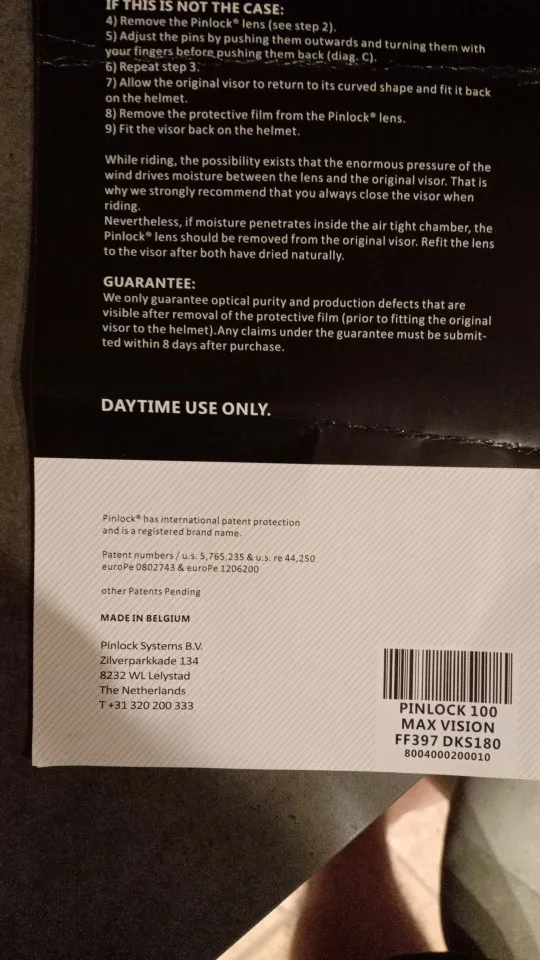 IF THIS IS NOT THE CASE:
4) Remove the Pinlock® lens (see step 2).
5) Adjust the pins by pushing them outwards and turning them with
your fingers before pushing them back (diag. C).
6) Repeat step 3.
7) Allow the original visor to return to its curved shape and fit it back
on the helmet.
8) Remove the protective film from the Pinlock® lens.
9) Fit the visor back on the helmet.
While riding, the possibility exists that the enormous pressure of the
wind drives moisture between the lens and the original visor. That is
why we strongly recommend that you always close the visor when
riding.
Nevertheless, if moisture penetrates inside the air tight chamber, the
Pinlock® lens should be removed from the original visor. Refit the lens
to the visor after both have dried naturally.
GUARANTEE:
We only guarantee optical purity and production defects that are
visible after removal of the protective film (prior to fitting the original
visor to the helmet).Any claims under the guarantee must be submit-
ted within 8 days after purchase.
DAYTIME USE ONLY.
Pinlock® has international patent protection
and is a registered brand name.
Patent numbers / u.s. 5,765,235 & u.s. re 44,250
euroPe 0802743 & euroPe 1206200
other Patents Pending
MADE IN BELGIUM
Pinlock Systems B.V.
Zilverparkkade 134
8232 WL Lelystad
The Netherlands
T +31 320 200 333
PINLOCK 100
MAX VISION
FF397 DKS180
8004000200010